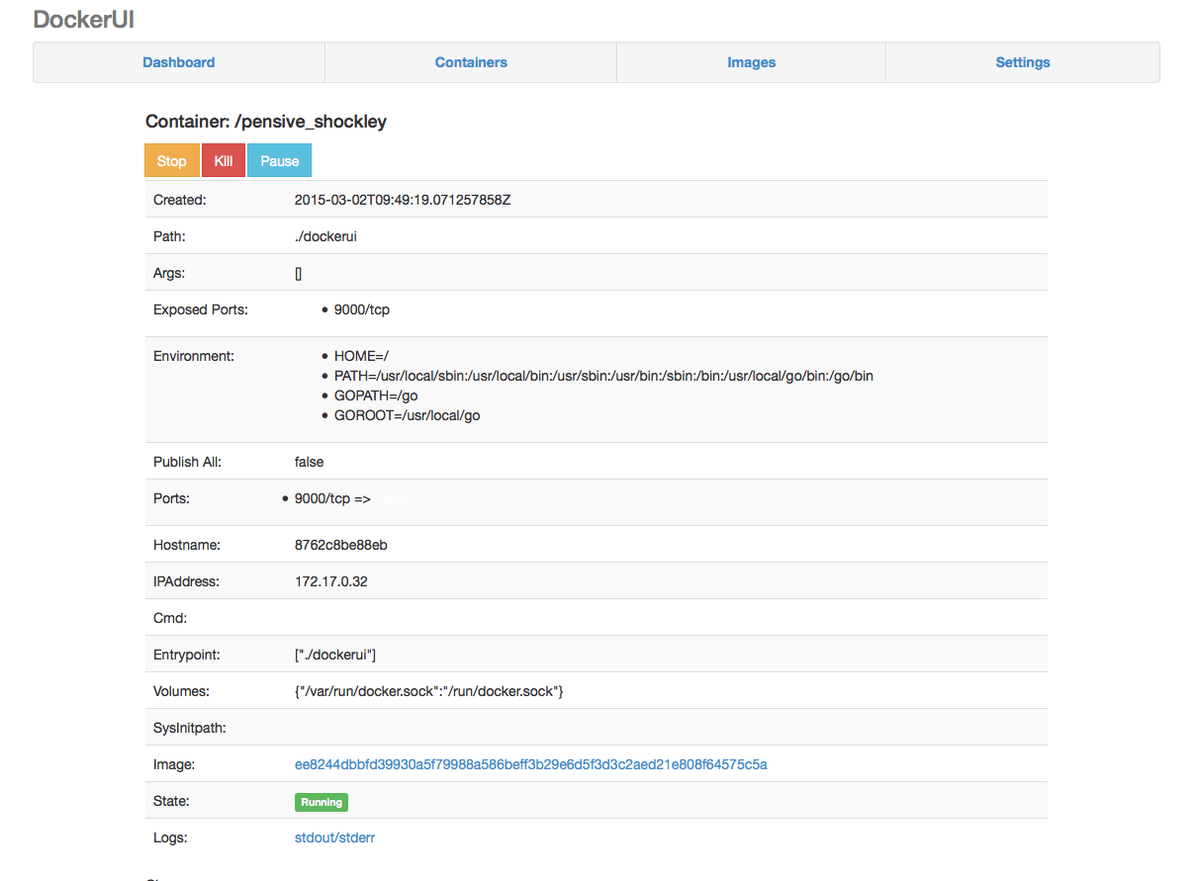 DockerUI
Dashboard Containers Images Settings
Container: /pensive_shockley
Stop Kill Pause
Created: 2015-03-02T09:49:19.071257858Z
Path: ./dockerui
Args: []
Exposed Ports: • 9000/tcp
Environment: • HOME=/
• PATH=/usr/local/sbin:/usr/local/bin:/usr/sbin:/usr/bin:/sbin:/bin:/usr/local/go/bin:/go/bin
• GOPATH=/go
• GOROOT=/usr/local/go
Publish All: false
Ports: • 9000/tcp =>
Hostname: 8762c8be88eb
IPAddress: 172.17.0.32
Cmd:
Entrypoint: ["./dockerui"]
Volumes: {"/var/run/docker.sock":"/run/docker.sock"}
SysInitpath:
Image: ee8244dbbfd39930a5f79988a586beff3b29e6d5f3d3c2aed21e808f64575c5a
State: Running
Logs: stdout/stderr